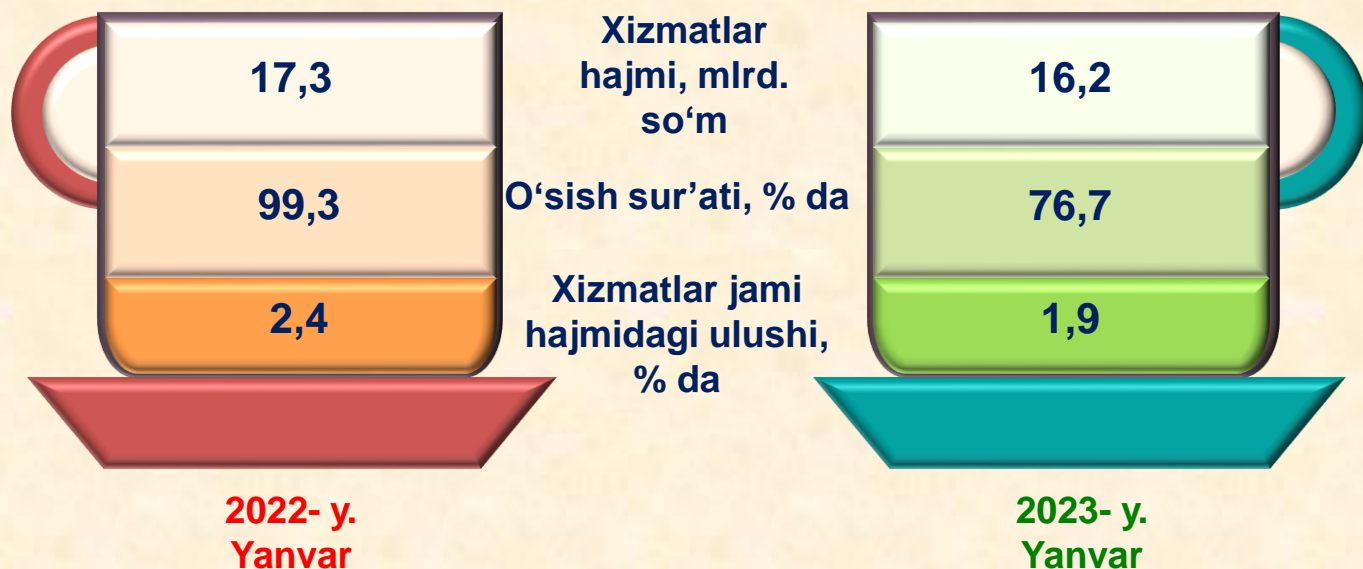 17,3
Xizmatlar
hajmi, mlrd.
so‘m
16,2
99,3
O‘sish sur’ati, % da
76,7
2,4
Xizmatlar jami
hajmidagi ulushi,
% da
1,9
2022- y.
Yanvar
2023- y.
Yanvar